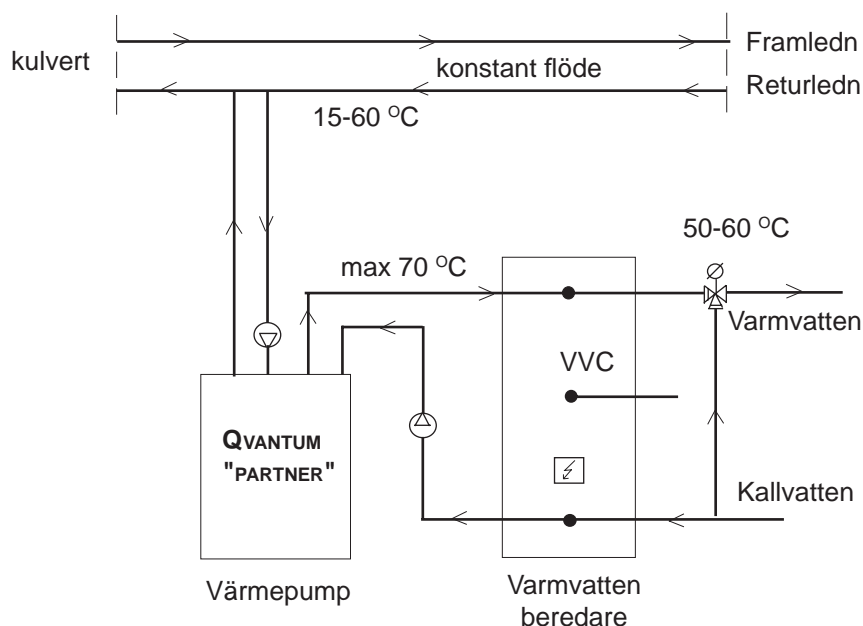 Framledn
kulvert
konstant flöde
Returledn
15-60 °C
50-60 °C
max 70 °C
Varmvatten
VVC
QVANTUM
"PARTNER"
Kallvatten
Värmepump
Varmvatten
beredare